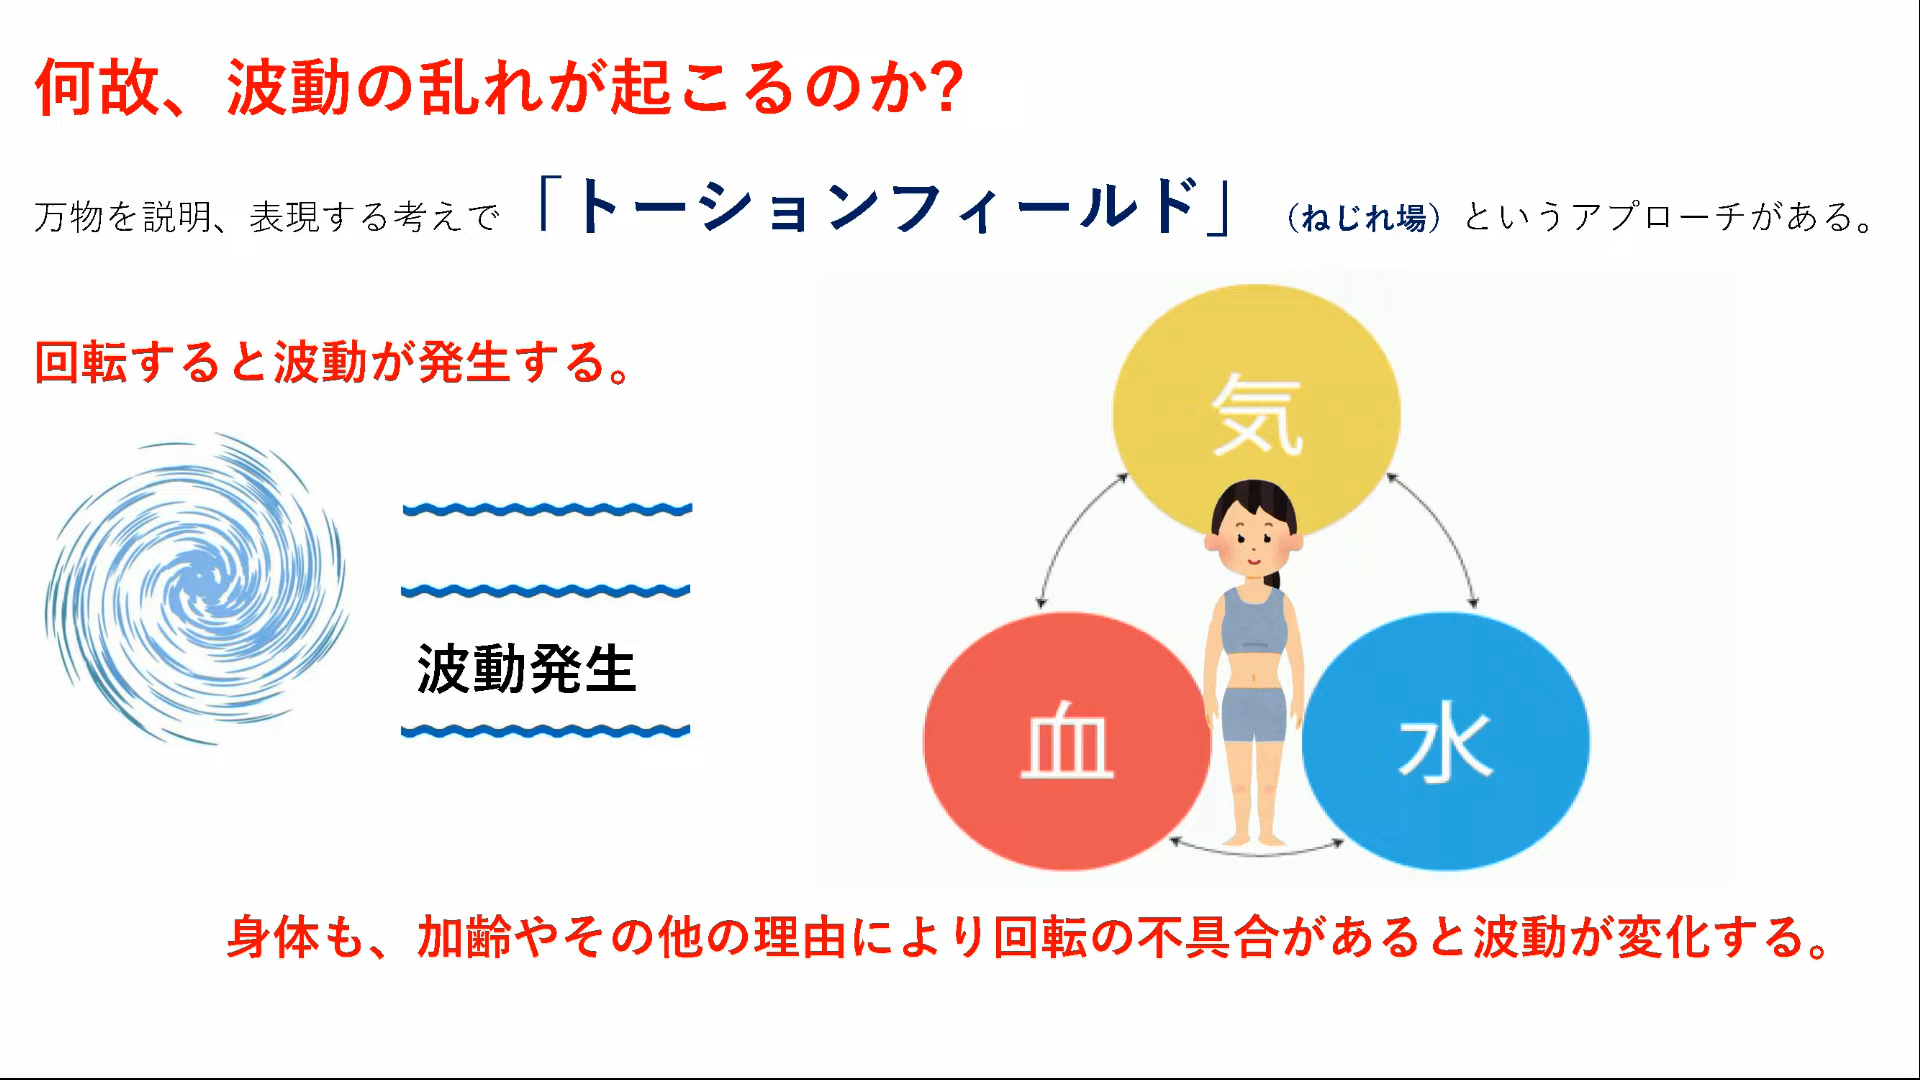 何故、波動の乱れが起こるのか?
万物を説明、表現する考えで「トーションフィールド」（ねじれ場）というアプローチがある。
回転すると波動が発生する。
気
波動発生
血
水
身体も、加齢やその他の理由により回転の不具合があると波動が変化する。